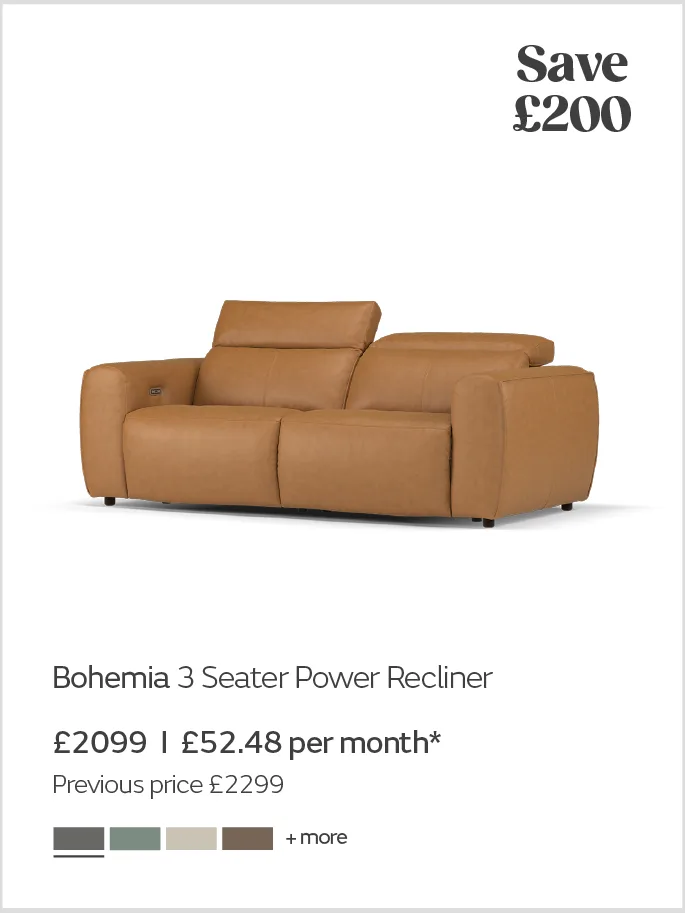 Save
£200
Bohemia 3 Seater Power Recliner
£2099 | £52.48 per month*
Previous price £2299
+ more